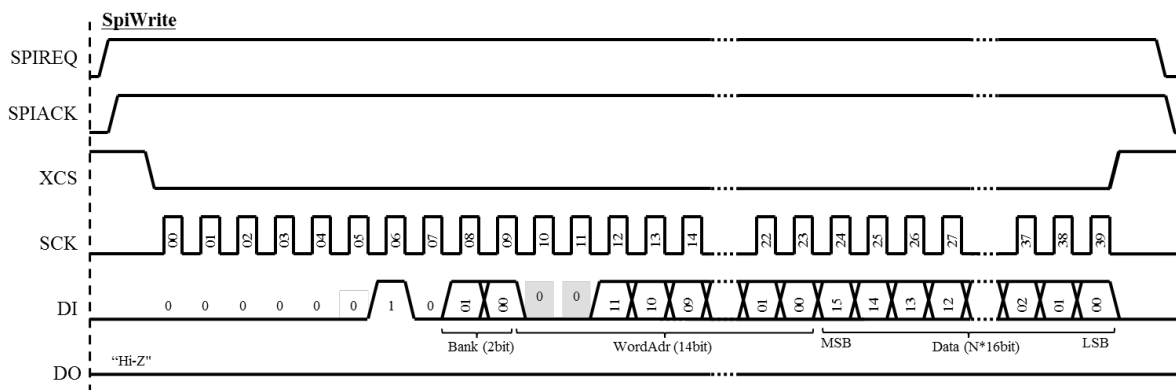 SpiWrite
SPIREQ
SPIACK
XCS
SCK 00 01 02 03 04 05 06 07 08 09 10 11 12 13 14 22 23 24 25 26 27 37 38 39
DI 0 0 0 0 0 0 1 0 01 00 0 0 11 10 09 01 00 15 14 13 12 02 01 00
Bank (2bit) WordAdr (14bit) MSB Data (N*16bit) LSB
DO "Hi-Z"